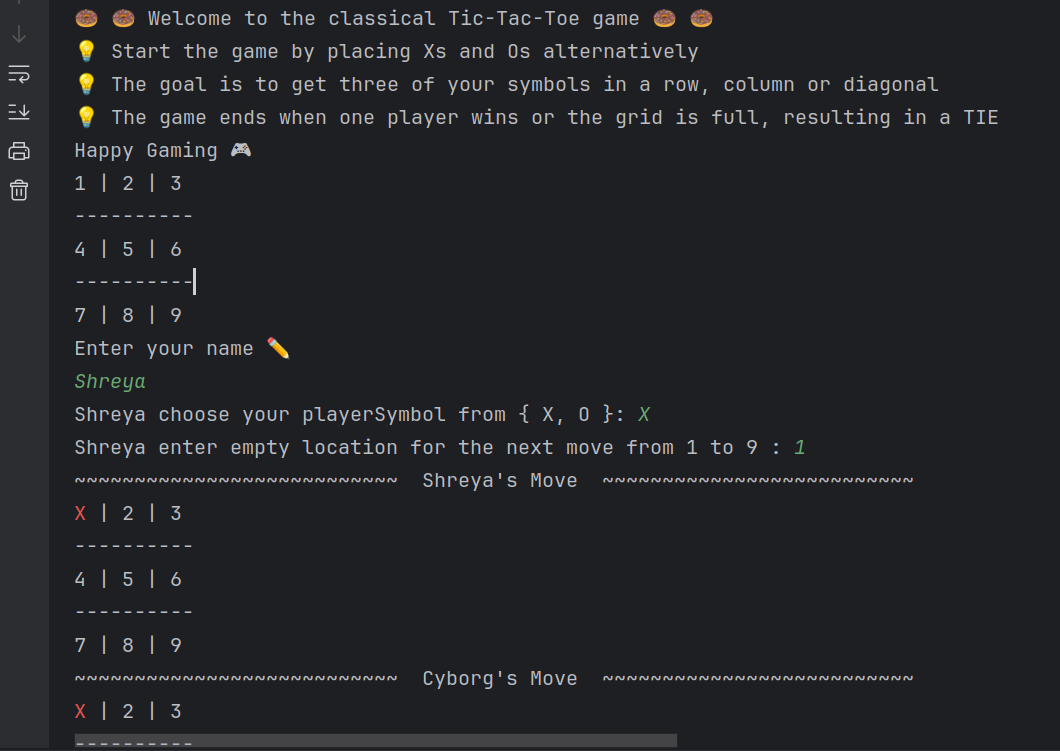 🍩 🍩 Welcome to the classical Tic-Tac-Toe game 🍩 🍩
💡 Start the game by placing Xs and Os alternatively
💡 The goal is to get three of your symbols in a row, column or diagonal
💡 The game ends when one player wins or the grid is full, resulting in a TIE
Happy Gaming 🎮
1 | 2 | 3
----------
4 | 5 | 6
----------
7 | 8 | 9
Enter your name ✏️
Shreya
Shreya choose your playerSymbol from { X, O }: X
Shreya enter empty location for the next move from 1 to 9 : 1
~~~~~~~~~~~~~~~~~~~~~~~~~~~  Shreya's Move  ~~~~~~~~~~~~~~~~~~~~~~~~~~
X | 2 | 3
----------
4 | 5 | 6
----------
7 | 8 | 9
~~~~~~~~~~~~~~~~~~~~~~~~~~~  Cyborg's Move  ~~~~~~~~~~~~~~~~~~~~~~~~~~
X | 2 | 3
----------